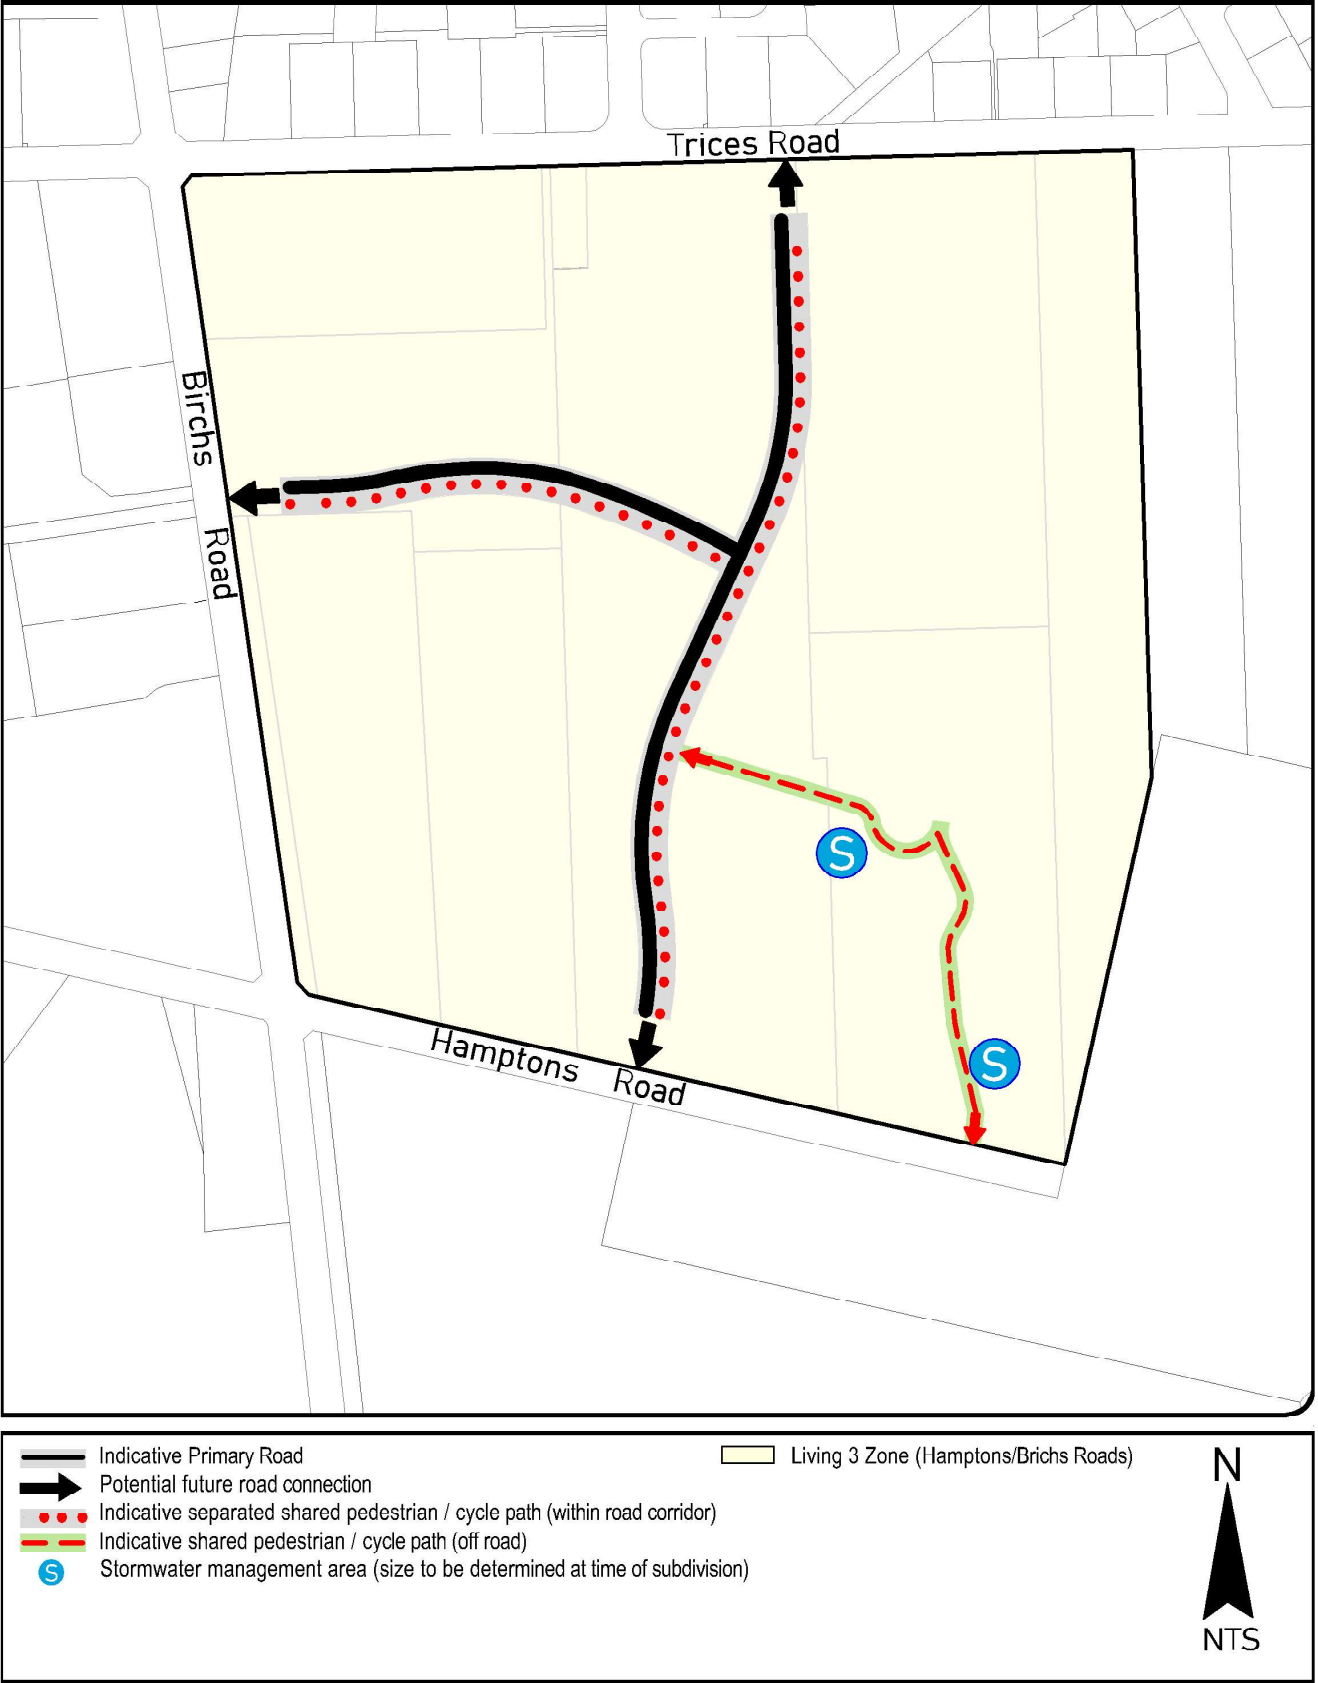 Trices Road
Birchs
Road
S
S
Hamptons Road
Indicative Primary Road
Potential future road connection
Indicative separated shared pedestrian / cycle path (within road corridor)
Indicative shared pedestrian / cycle path (off road)
S Stormwater management area (size to be determined at time of subdivision)
Living 3 Zone (Hamptons/Brichs Roads)
N
NTS